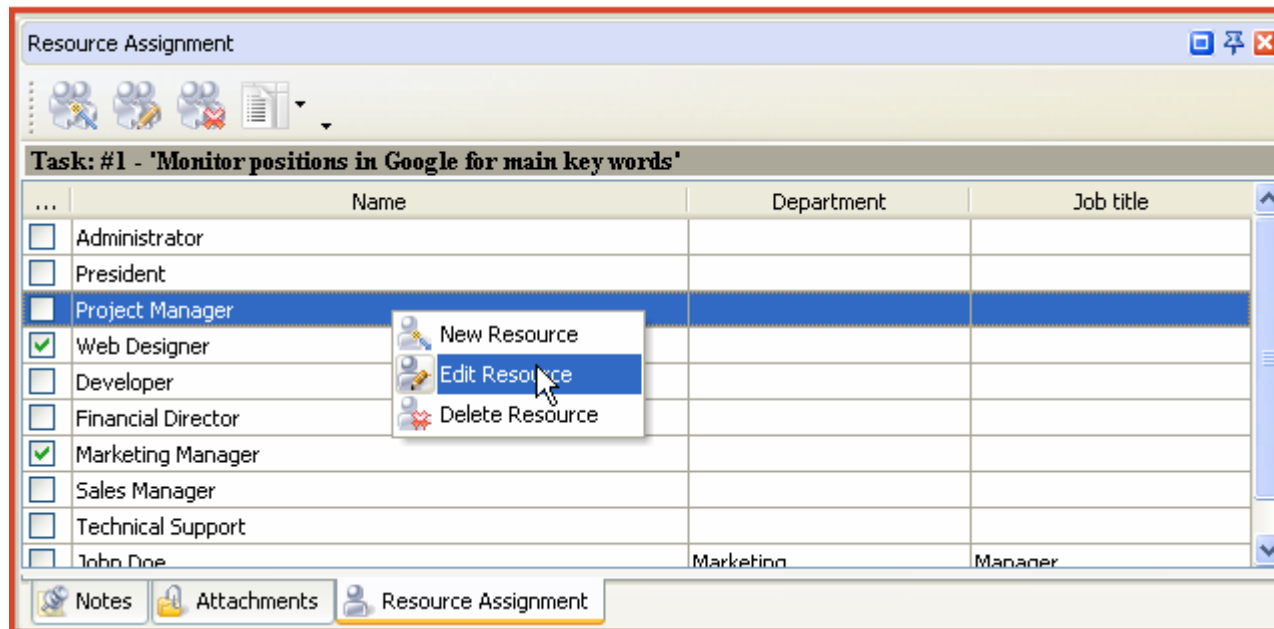 Resource Assignment
Task: #1 - 'Monitor positions in Google for main key words'
... Name Department Job title
Administrator
President
Project Manager
New Resource
Web Designer
Edit Resource
Developer
Delete Resource
Financial Director
Marketing Manager
Sales Manager
Technical Support
John Doe Marketing Manager
Notes Attachments Resource Assignment